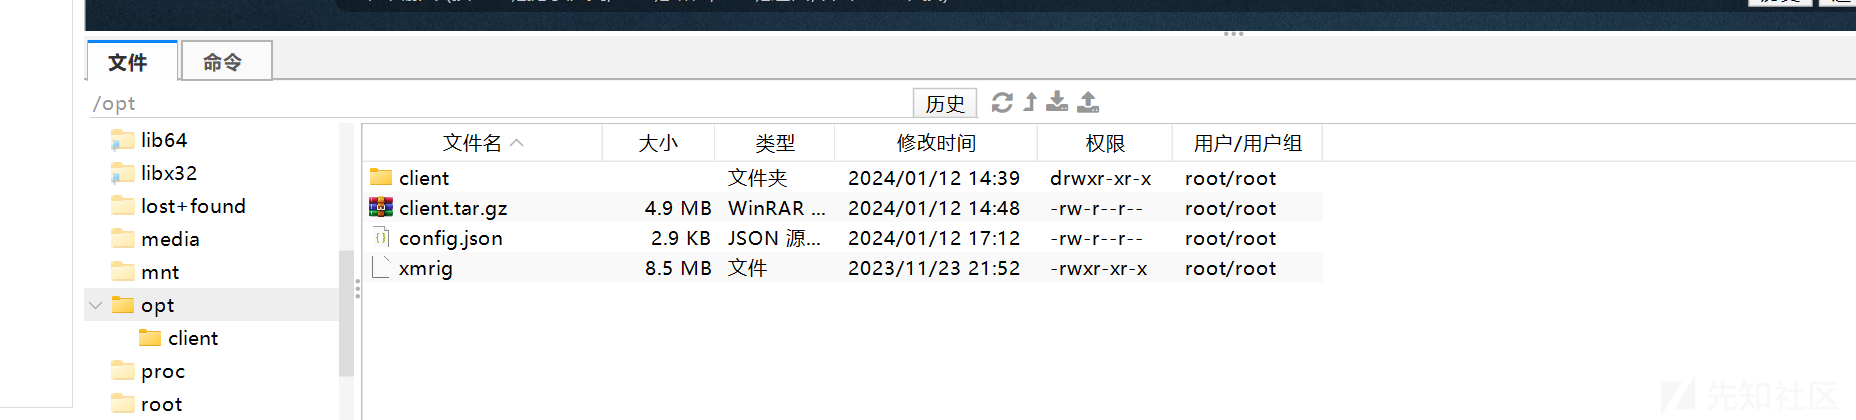 文件 命令
/opt 历史
文件名 大小 类型 修改时间 权限 用户/用户组
lib64
libx32
lost+found
media
mnt
opt
client
proc
root
client 文件夹 2024/01/12 14:39 drwxr-xr-x root/root
client.tar.gz 4.9 MB WinRAR ... 2024/01/12 14:48 -rw-r--r-- root/root
config.json 2.9 KB JSON 源... 2024/01/12 17:12 -rw-r--r-- root/root
xmrig 8.5 MB 文件 2023/11/23 21:52 -rwxr-xr-x root/root
先知社区